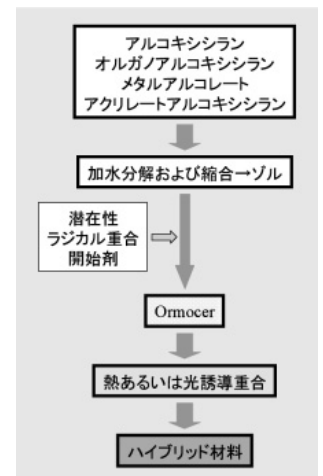 アルコキシシラン
オルガノアルコキシシラン
メタルアルコレート
アクリレートアルコキシシラン
加水分解および縮合→ゾル
潜在性
ラジカル重合
開始剤
Ormocer
熱あるいは光誘導重合
ハイブリッド材料